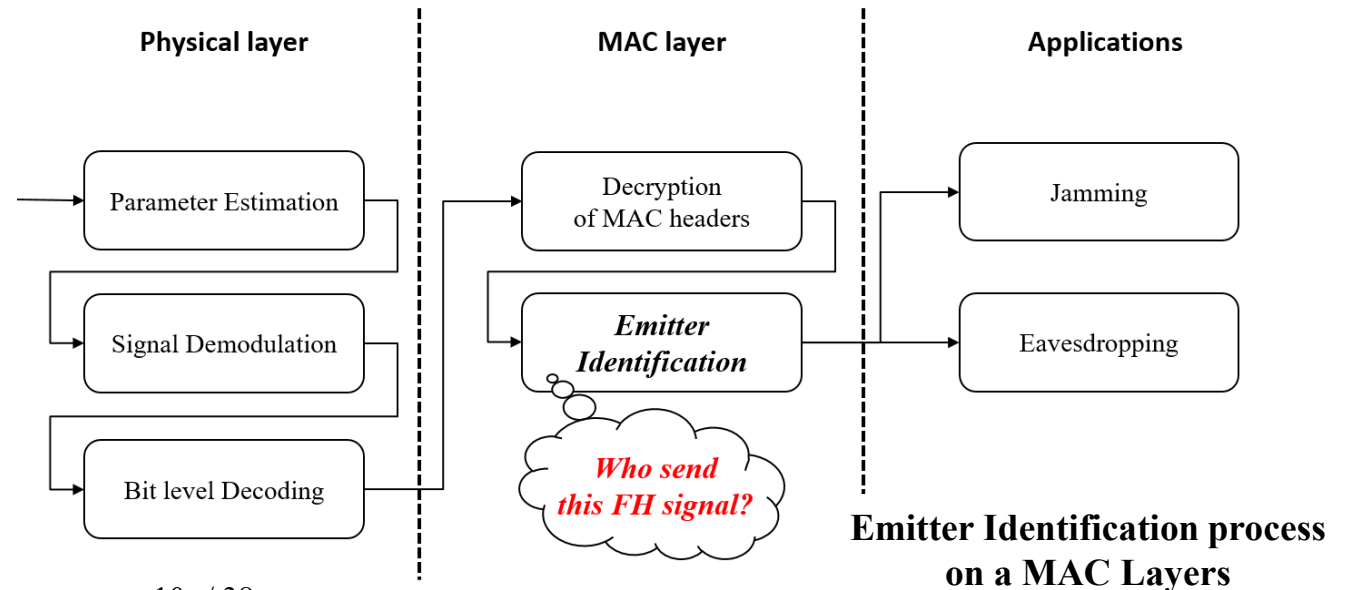 Physical layer
MAC layer
Applications
Parameter Estimation
Signal Demodulation
Bit level Decoding
Decryption
of MAC headers
Emitter
Identification
Who send
this FH signal?
Jamming
Eavesdropping
Emitter Identification process
on a MAC Layers